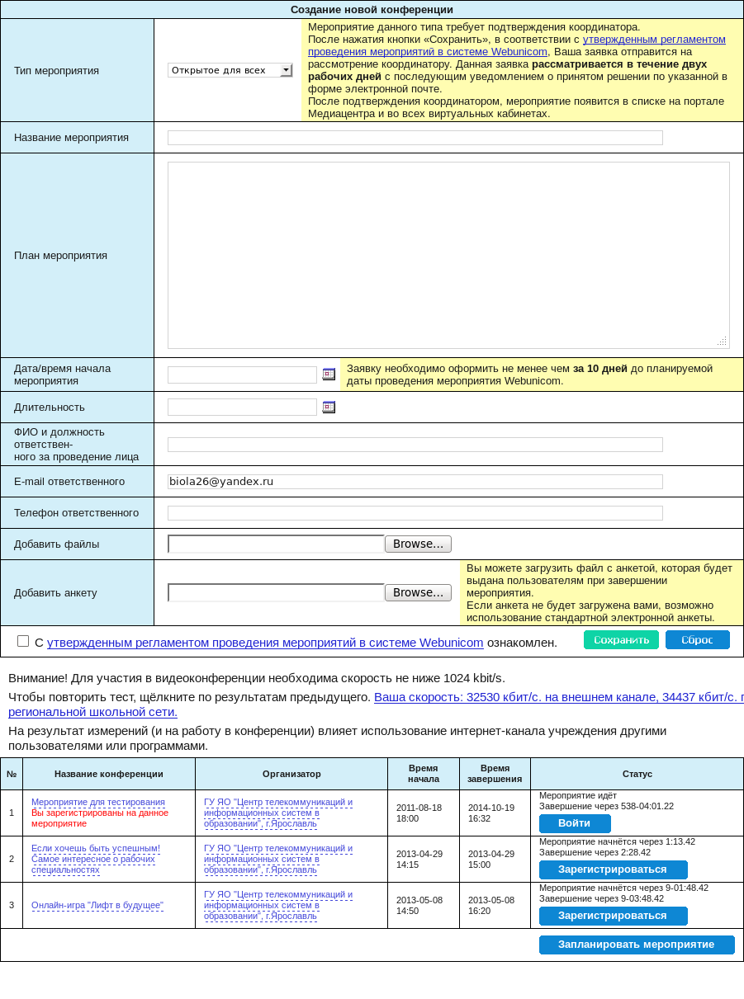 Создание новой конференции
Тип мероприятия
Открытое для всех
Мероприятие данного типа требует подтверждения координатора.
После нажатия кнопки «Сохранить», в соответствии с утвержденным регламентом
проведения мероприятий в системе Webunicom, Ваша заявка отправится на
рассмотрение координатору. Данная заявка рассматривается в течение двух
рабочих дней с последующим уведомлением о принятом решении по указанной в
форме электронной почте.
После подтверждения координатором, мероприятие появится в списке на портале
Медиацентра и во всех виртуальных кабинетах.
Название мероприятия
План мероприятия
Дата/время начала
мероприятия
Заявку необходимо оформить не менее чем за 10 дней до планируемой
даты проведения мероприятия Webunicom.
Длительность
ФИО и должность
ответствен-
ного за проведение лица
E-mail ответственного
biola26@yandex.ru
Телефон ответственного
Добавить файлы
Browse...
Добавить анкету
Browse...
Вы можете загрузить файл с анкетой, которая будет
выдана пользователям при завершении
мероприятия.
Если анкета не будет загружена вами, возможно
использование стандартной электронной анкеты.
С утвержденным регламентом проведения мероприятий в системе Webunicom ознакомлен.
Сохранить
Сброс
Внимание! Для участия в видеоконференции необходима скорость не ниже 1024 kbit/s.
Чтобы повторить тест, щёлкните по результатам предыдущего. Ваша скорость: 32530 кбит/с. на внешнем канале, 34437 кбит/с.
региональной школьной сети.
На результат измерений (и на работу в конференции) влияет использование интернет-канала учреждения другими
пользователями или программами.
№
Название конференции
Организатор
Время
начала
Время
завершения
Статус
1
Мероприятие для тестирования
Вы зарегистрированы на данное
мероприятие
ГУ ЯО "Центр телекоммуникаций и
информационных систем в
образовании", г.Ярославль
2011-08-18
18:00
2014-10-19
16:32
Мероприятие идёт
Завершение через 538-04:01.22
Войти
2
Если хочешь быть успешным!
Самое интересное о рабочих
специальностях
ГУ ЯО "Центр телекоммуникаций и
информационных систем в
образовании", г.Ярославль
2013-04-29
14:15
2013-04-29
15:00
Мероприятие начнётся через 1:13.42
Завершение через 2:28.42
Зарегистрироваться
3
Онлайн-игра "Лифт в будущее"
ГУ ЯО "Центр телекоммуникаций и
информационных систем в
образовании", г.Ярославль
2013-05-08
14:50
2013-05-08
16:20
Мероприятие начнётся через 9-01:48.42
Завершение через 9-03:48.42
Зарегистрироваться
Запланировать мероприятие